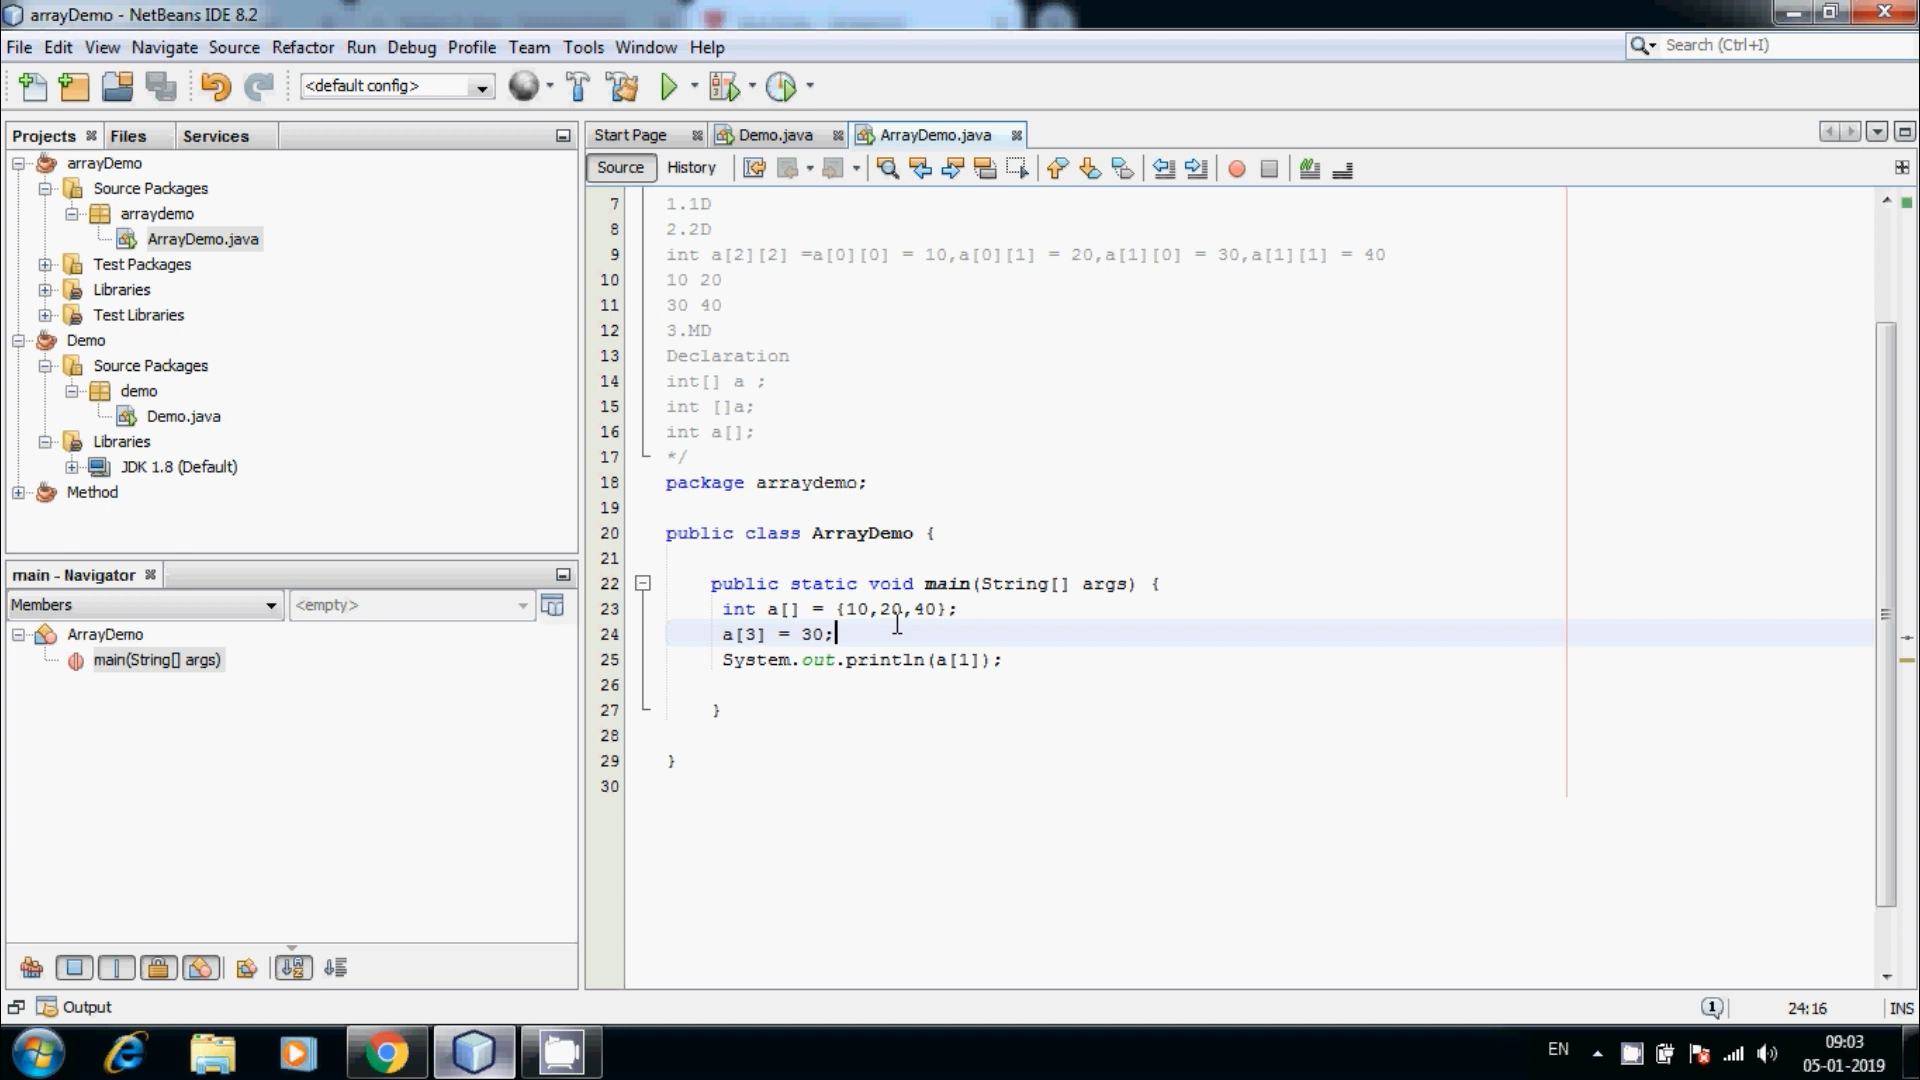 arrayDemo - NetBeans IDE 8.2
File Edit View Navigate Source Refactor Run Debug Profile Team Tools Window Help
Search (Ctrl+I)
<default config>
Projects Files Services
arrayDemo
Source Packages
arraydemo
ArrayDemo.java
Test Packages
Libraries
Test Libraries
Demo
Source Packages
demo
Demo.java
Libraries
JDK 1.8 (Default)
Method
main - Navigator
Members
<empty>
ArrayDemo
main(String[] args)
Start Page Demo.java ArrayDemo.java
Source History
7 1.1D
8 2.2D
9 int a[2][2] =a[0][0] = 10,a[0][1] = 20,a[1][0] = 30,a[1][1] = 40
10 10 20
11 30 40
12 3.MD
13 Declaration
14 int[] a ;
15 int []a;
16 int a[];
17 */
18 package arraydemo;
19
20 public class ArrayDemo {
21
22 public static void main(String[] args) {
23 int a[] = {10,20,40};
24 a[3] = 30;
25 System.out.println(a[1]);
26
27 }
28
29 }
30
Output
1
24:16
INS
EN
09:03
05-01-2019